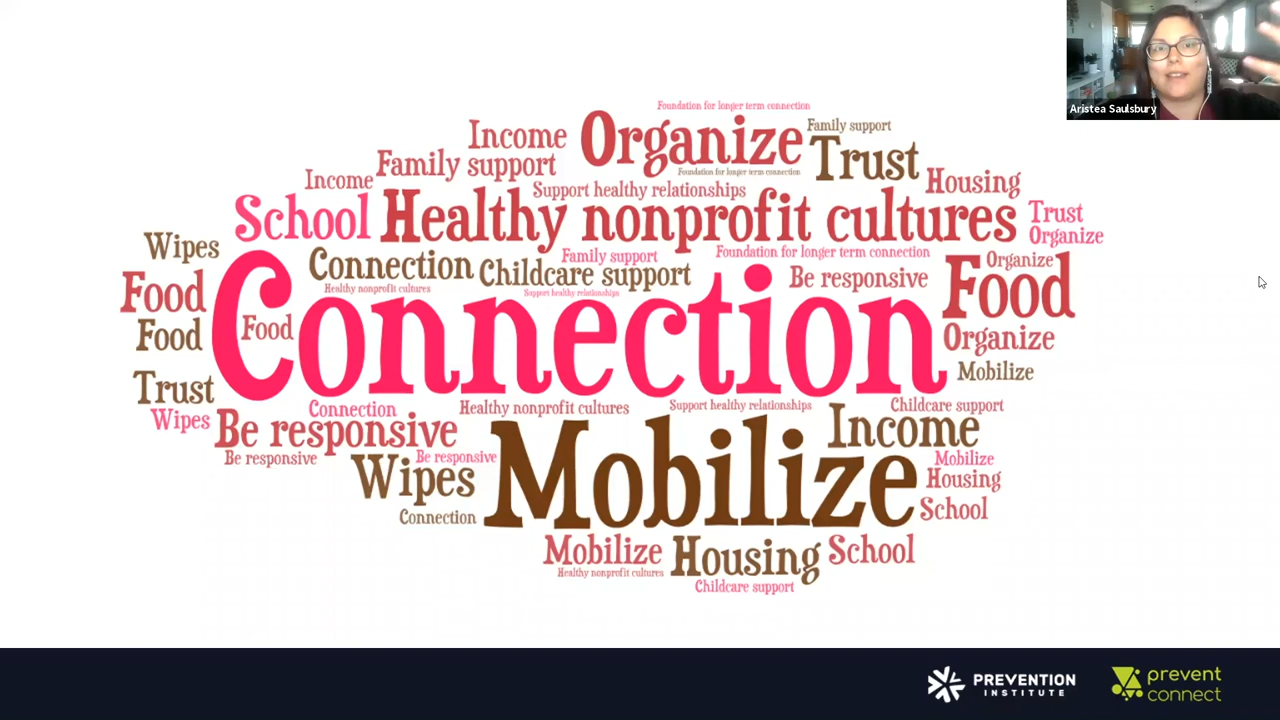 Aristea Saulsbury
Foundation for longer term connection
Income
Organize
Family support
Trust
Family support
Foundation for longer term connection
Income
Support healthy relationships
Housing
School
Healthy nonprofit cultures
Trust
Organize
Wipes
Connection
Family support
Foundation for longer term connection
Childcare support
Organize
Be responsive
Food
Healthy nonprofit cultures
Support healthy relationships
Food
Connection
Food
Food
Organize
Mobilize
Trust
Wipes
Connection
Healthy nonprofit cultures
Support healthy relationships
Childcare support
Be responsive
Income
Be responsive
Be responsive
Mobilize
Wipes
Mobilize
Housing
Connection
School
Mobilize
Housing
School
Healthy nonprofit cultures
Childcare support
PREVENTION
INSTITUTE
prevent
connect